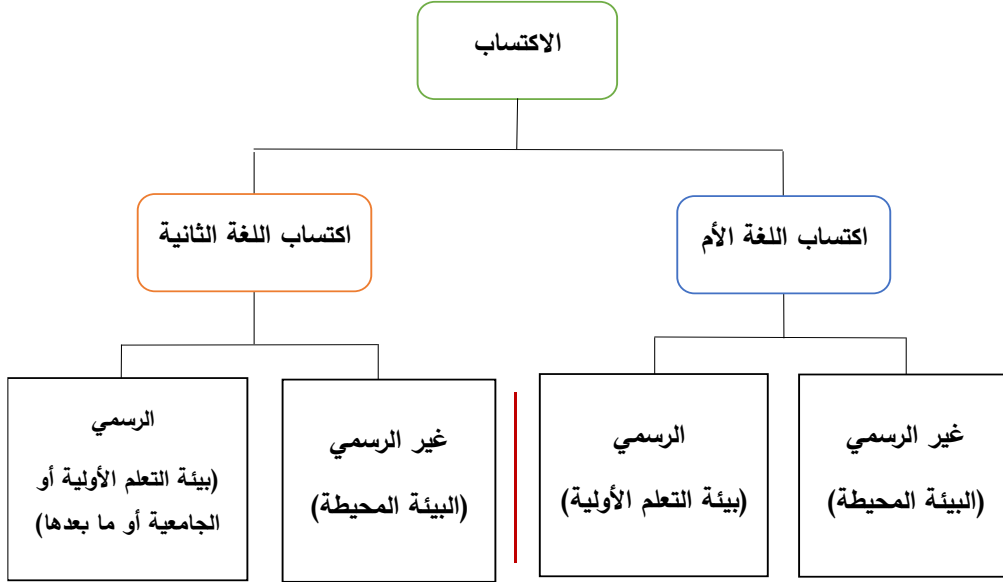 الاكتساب
اكتساب اللغة الأم
اكتساب اللغة الثانية
غير الرسمي
(البيئة المحيطة)
الرسمي
(بيئة التعلم الأولية)
غير الرسمي
(البيئة المحيطة)
الرسمي
(بيئة التعلم الأولية أو
الجامعية أو ما بعدها)